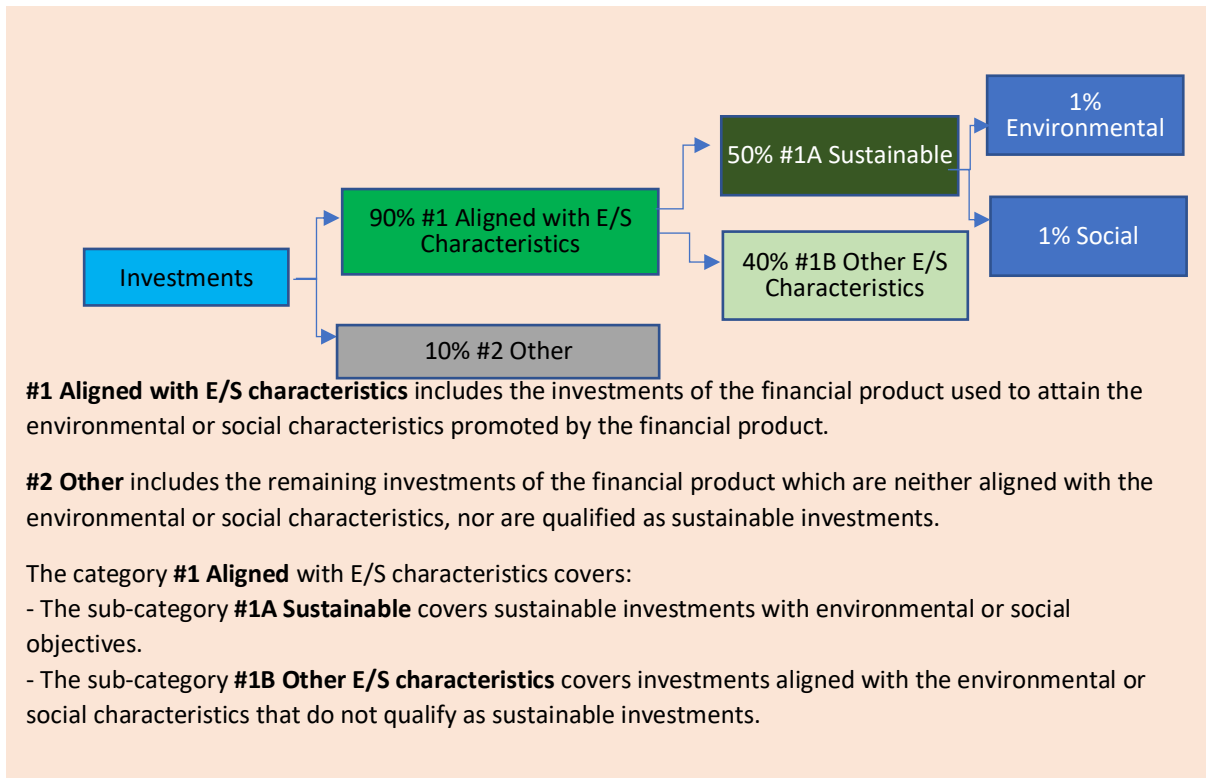 Investments
90% #1 Aligned with E/S
Characteristics
10% #2 Other
50% #1A Sustainable
40% #1B Other E/S
Characteristics
1%
Environmental
1% Social
#1 Aligned with E/S characteristics includes the investments of the financial product used to attain the
environmental or social characteristics promoted by the financial product.
#2 Other includes the remaining investments of the financial product which are neither aligned with the
environmental or social characteristics, nor are qualified as sustainable investments.
The category #1 Aligned with E/S characteristics covers:
- The sub-category #1A Sustainable covers sustainable investments with environmental or social
objectives.
- The sub-category #1B Other E/S characteristics covers investments aligned with the environmental or
social characteristics that do not qualify as sustainable investments.